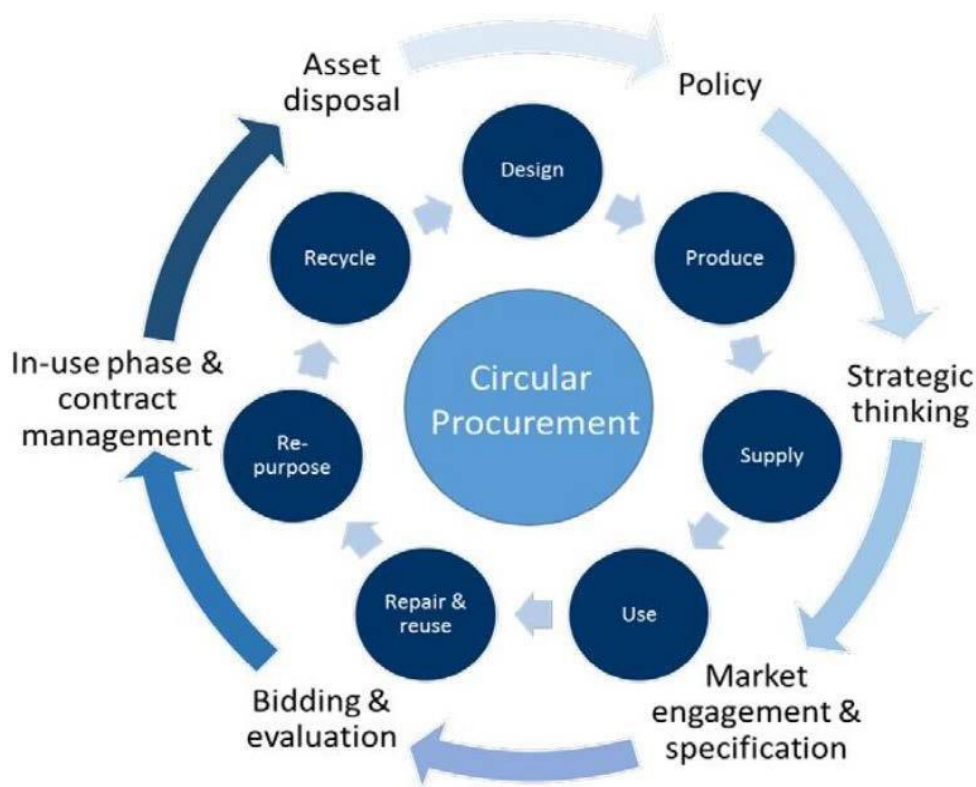 Asset
disposal
Policy
Strategic
thinking
Market
engagement &
specification
Bidding &
evaluation
In-use phase &
contract
management
Design
Produce
Supply
Use
Repair &
reuse
Re-
purpose
Recycle
Circular
Procurement